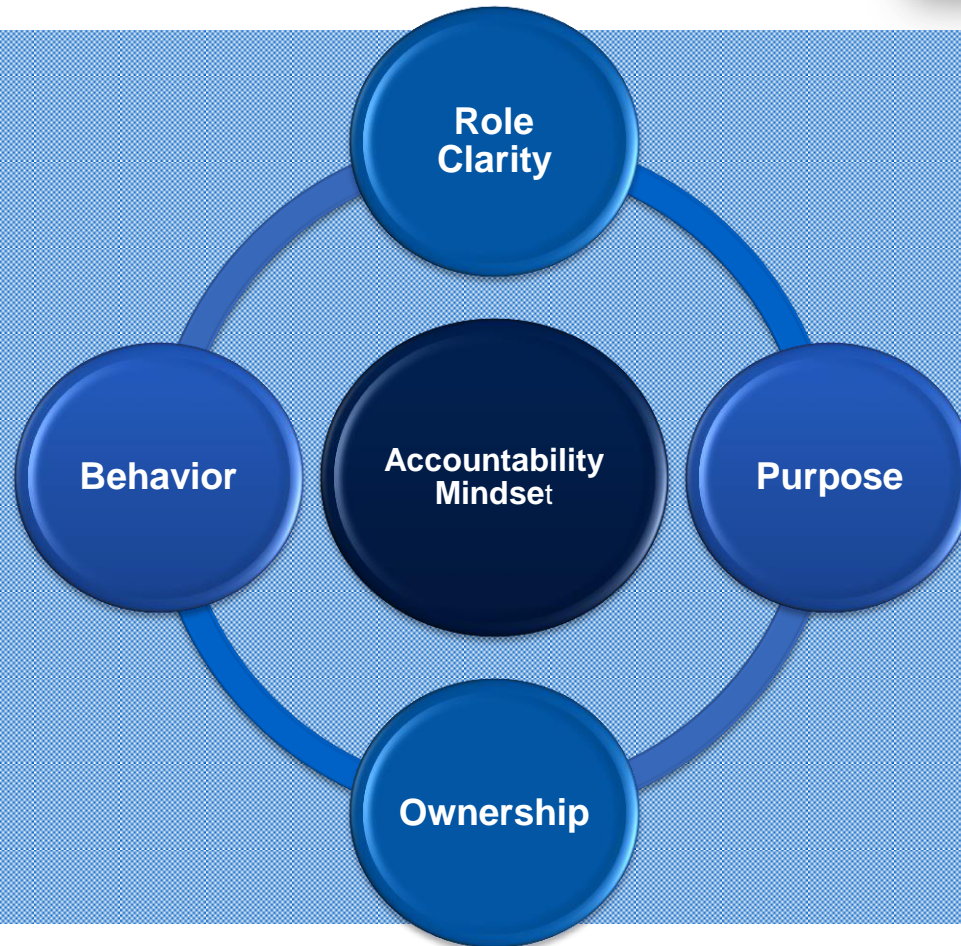 Role
Clarity
Behavior
Accountability
Mindset
Purpose
Ownership